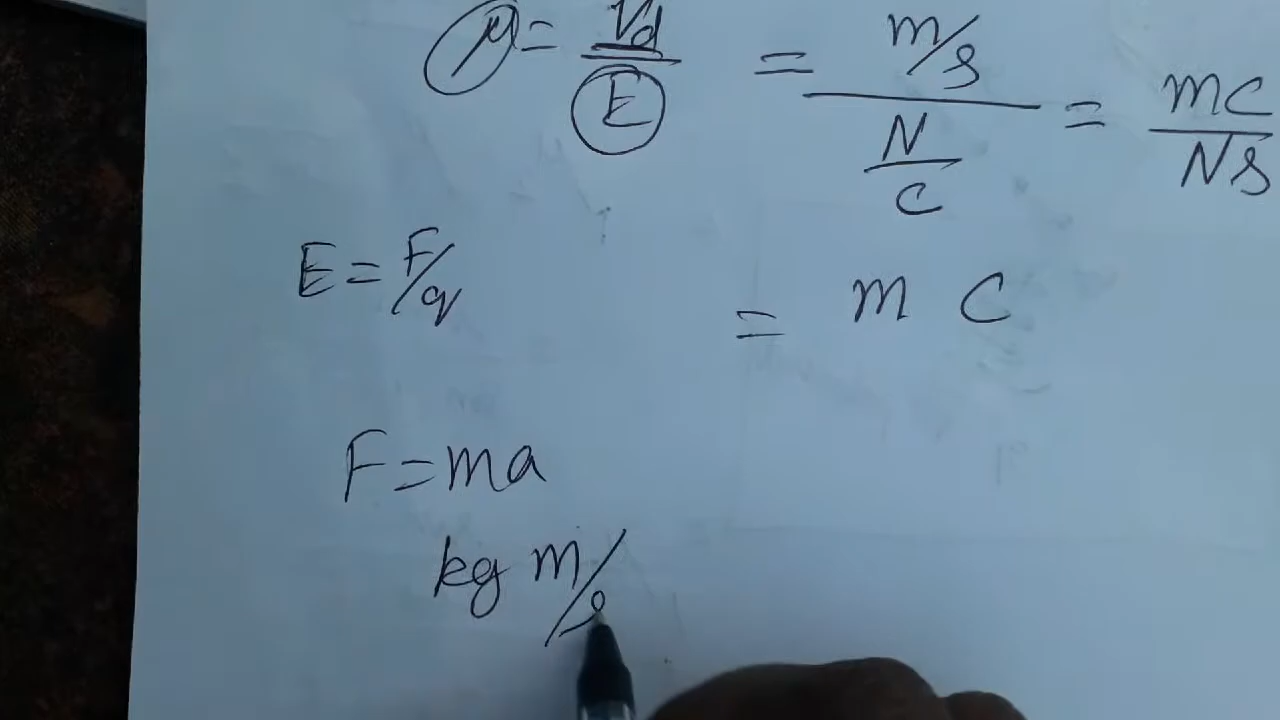 μ = Vd / E = m/s / N/C = mC / Ns
E = F/q
= m C
F = ma
kg m/s